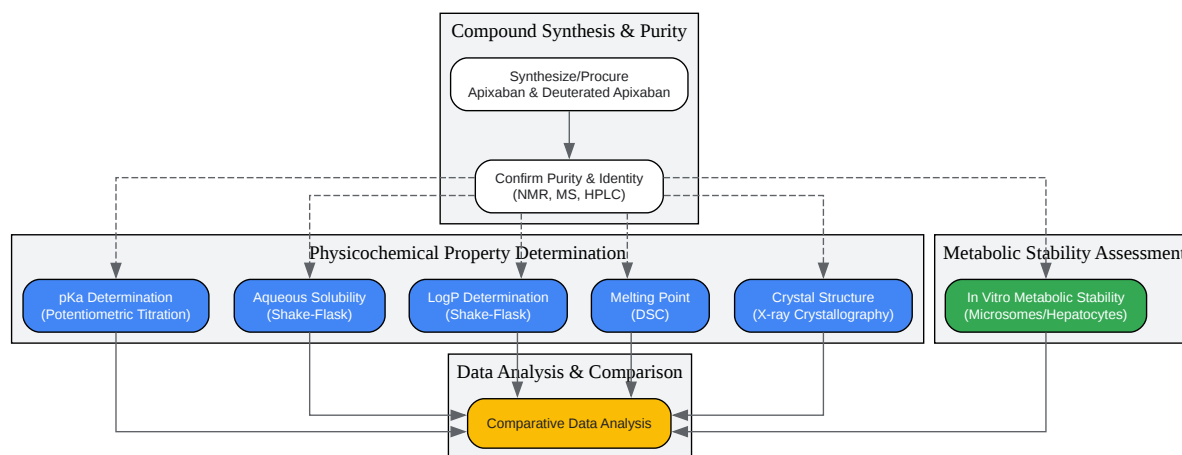 Compound Synthesis & Purity
Synthesize/Procure
Apixaban & Deuterated Apixaban
Confirm Purity & Identity
(NMR, MS, HPLC)
Physicochemical Property Determination
pKa Determination
(Potentiometric Titration)
Aqueous Solubility
(Shake-Flask)
LogP Determination
(Shake-Flask)
Melting Point
(DSC)
Crystal Structure
(X-ray Crystallography)
Metabolic Stability Assessment
In Vitro Metabolic Stability
(Microsomes/Hepatocytes)
Data Analysis & Comparison
Comparative Data Analysis